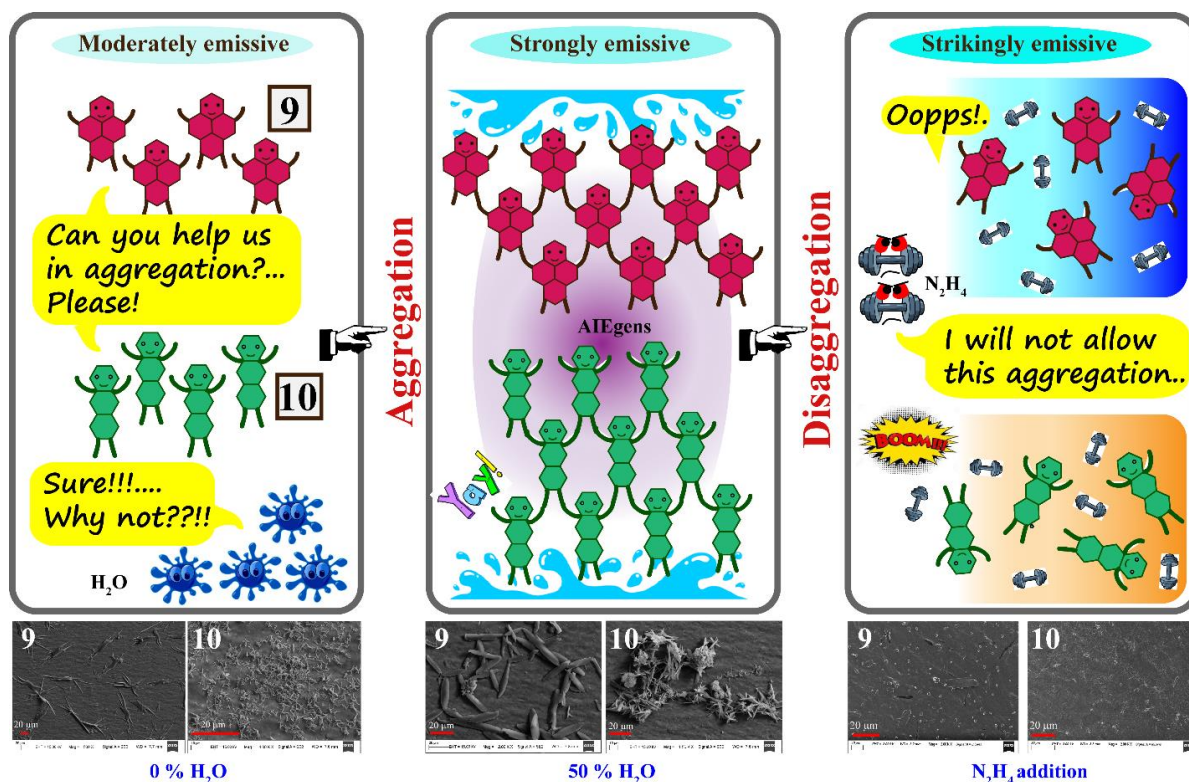 Moderately emissive
9
Can you help us
in aggregation?...
Please!
10
Sure!!!....
Why not??!!
H₂O
Aggregation
Strongly emissive
AIEgens
Yay!
Disaggregation
Strikingly emissive
Oopps!.
N₂H₄
I will not allow
this aggregation..
BOOM!!!
9
20 µm
10
20 µm
0 % H₂O
9
20 µm
10
20 µm
50 % H₂O
9
20 µm
10
20 µm
N₂H₄ addition